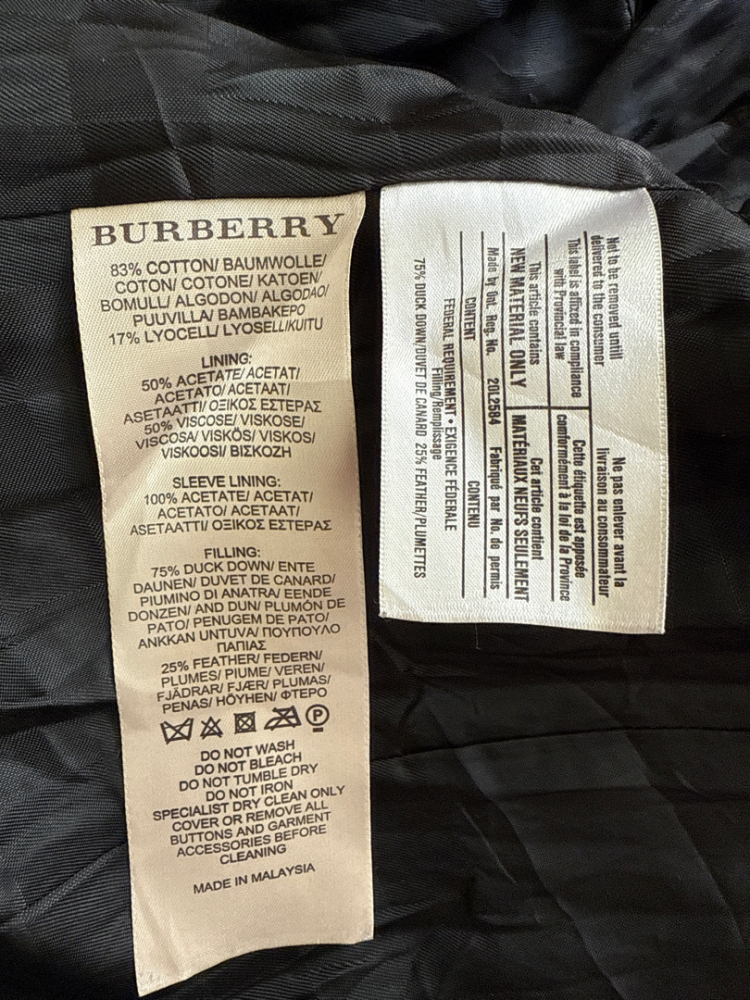 BURBERRY
83% COTTON/ BAUMWOLLE/
COTON/ COTONE/ KATOEN/
BOMULL/ ALGODON/ ALGODAO/
PUUVILLA/ ΒΑΜΒΑΚΕΡΟ
17% LYOCELL/ LYOSELLIKUITU
LINING:
50% ACETATE/ ACETAT/
ACETATO/ ACETAAT/
ASETAATTI/ ΟΞΙΚΟΣ ΕΣΤΕΡΑΣ
50% VISCOSE/ VISKOSE/
VISCOSA/ VISKÖS/ VISKOS/
VISKOOSI/ ΒΙΣΚΟΖΗ
SLEEVE LINING:
100% ACETATE/ ACETAT/
ACETATO/ ACETAAT/
ASETAATTI/ ΟΞΙΚΟΣ ΕΣΤΕΡΑΣ
FILLING:
75% DUCK DOWN/ ENTE
DAUNEN/ DUVET DE CANARD/
PIUMINO DI ANATRA/ EENDE
DONZEN/ AND DUN/ PLUMÓN DE
PATO/ PENUGEM DE PATO/
ANKKAN UNTUVA/ ΠΟΥΠΟΥΛΟ
ΠΑΠΙΑΣ
25% FEATHER/ FEDERN/
PLUMES/ PIUME/ VEREN/
FJÄDRAR/ FJÆR/ PLUMAS/
PENAS/ HÖYHEN/ ΦΤΕΡΟ
P
DO NOT WASH
DO NOT BLEACH
DO NOT TUMBLE DRY
DO NOT IRON
SPECIALIST DRY CLEAN ONLY
COVER OR REMOVE ALL
BUTTONS AND GARMENT
ACCESSORIES BEFORE
CLEANING
MADE IN MALAYSIA
Not to be removed untill
delivered to the consumer
Ne pas enlever avant la
livraison au consommateur
This label is affixed in compliance
with Provincial law
Cette étiquette est apposée
conformément à la loi de la Province
This article contains
NEW MATERIAL ONLY
Cet article contient
MATÉRIAUX NEUFS SEULEMENT
Made by Ont. Reg. No. 20L2584 Fabriqué par No. de permis
CONTENT CONTENU
FEDERAL REQUIREMENT • EXIGENCE FÉDERALE
Filling/Remplissage
75% DUCK DOWN/DUVET DE CANARD 25% FEATHER/PLUMETTES